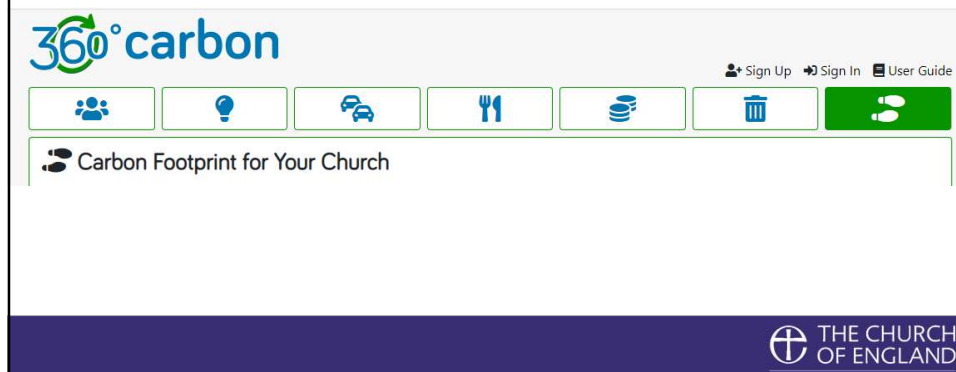 360°carbon
Sign Up Sign In User Guide
Carbon Footprint for Your Church
THE CHURCH
OF ENGLAND